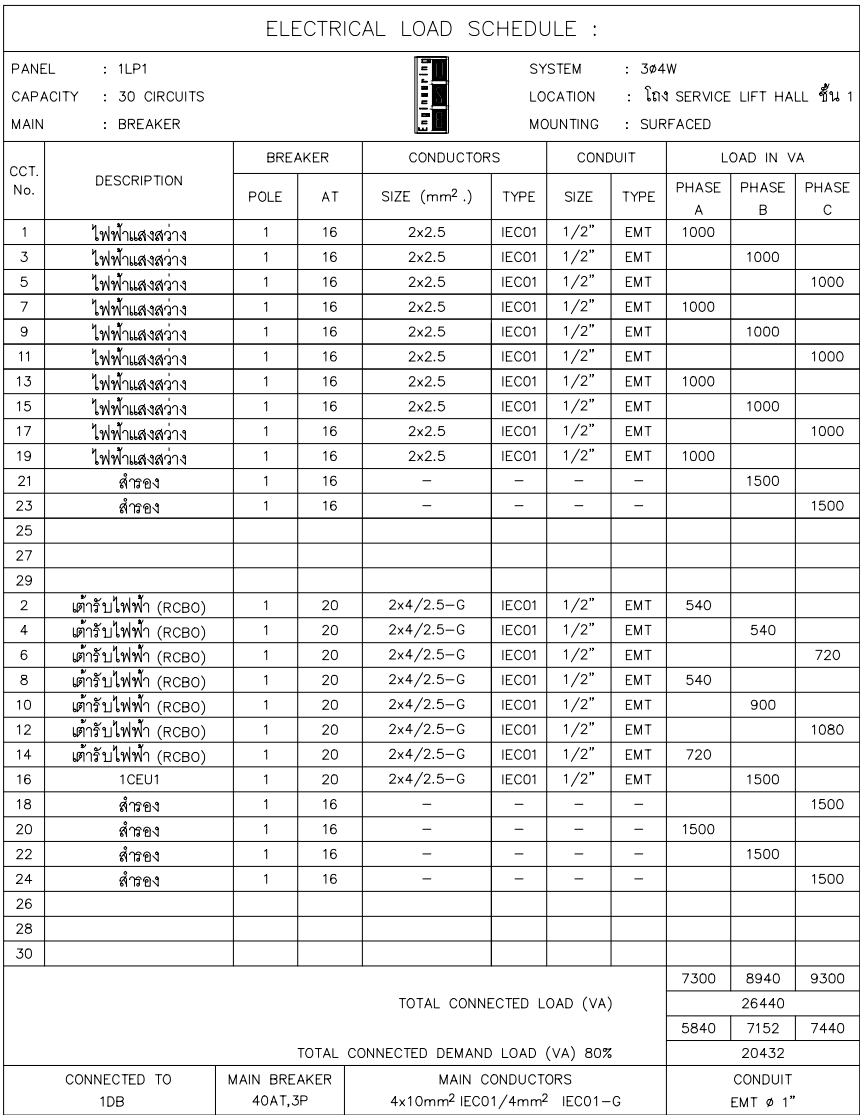 ELECTRICAL LOAD SCHEDULE :
PANEL : 1LP1
CAPACITY : 30 CIRCUITS
MAIN : BREAKER
Engineering
SYSTEM : 3ø4W
LOCATION : โถง SERVICE LIFT HALL ชั้น 1
MOUNTING : SURFACED
CCT. No. DESCRIPTION BREAKER CONDUCTORS CONDUIT LOAD IN VA
POLE AT SIZE (mm² .) TYPE SIZE TYPE PHASE A PHASE B PHASE C
1 ไฟฟ้าแสงสว่าง 1 16 2x2.5 IEC01 1/2" EMT 1000
3 ไฟฟ้าแสงสว่าง 1 16 2x2.5 IEC01 1/2" EMT 1000
5 ไฟฟ้าแสงสว่าง 1 16 2x2.5 IEC01 1/2" EMT 1000
7 ไฟฟ้าแสงสว่าง 1 16 2x2.5 IEC01 1/2" EMT 1000
9 ไฟฟ้าแสงสว่าง 1 16 2x2.5 IEC01 1/2" EMT 1000
11 ไฟฟ้าแสงสว่าง 1 16 2x2.5 IEC01 1/2" EMT 1000
13 ไฟฟ้าแสงสว่าง 1 16 2x2.5 IEC01 1/2" EMT 1000
15 ไฟฟ้าแสงสว่าง 1 16 2x2.5 IEC01 1/2" EMT 1000
17 ไฟฟ้าแสงสว่าง 1 16 2x2.5 IEC01 1/2" EMT 1000
19 ไฟฟ้าแสงสว่าง 1 16 2x2.5 IEC01 1/2" EMT 1000
21 สำรอง 1 16 – – – – 1500
23 สำรอง 1 16 – – – – 1500
25
27
29
2 เต้ารับไฟฟ้า (RCBO) 1 20 2x4/2.5–G IEC01 1/2" EMT 540
4 เต้ารับไฟฟ้า (RCBO) 1 20 2x4/2.5–G IEC01 1/2" EMT 540
6 เต้ารับไฟฟ้า (RCBO) 1 20 2x4/2.5–G IEC01 1/2" EMT 720
8 เต้ารับไฟฟ้า (RCBO) 1 20 2x4/2.5–G IEC01 1/2" EMT 540
10 เต้ารับไฟฟ้า (RCBO) 1 20 2x4/2.5–G IEC01 1/2" EMT 900
12 เต้ารับไฟฟ้า (RCBO) 1 20 2x4/2.5–G IEC01 1/2" EMT 1080
14 เต้ารับไฟฟ้า (RCBO) 1 20 2x4/2.5–G IEC01 1/2" EMT 720
16 1CEU1 1 20 2x4/2.5–G IEC01 1/2" EMT 1500
18 สำรอง 1 16 – – – – 1500
20 สำรอง 1 16 – – – – 1500
22 สำรอง 1 16 – – – – 1500
24 สำรอง 1 16 – – – – 1500
26
28
30
7300 8940 9300
TOTAL CONNECTED LOAD (VA) 26440
5840 7152 7440
TOTAL CONNECTED DEMAND LOAD (VA) 80% 20432
CONNECTED TO MAIN BREAKER MAIN CONDUCTORS CONDUIT
1DB 40AT,3P 4x10mm² IEC01/4mm² IEC01–G EMT ø 1"